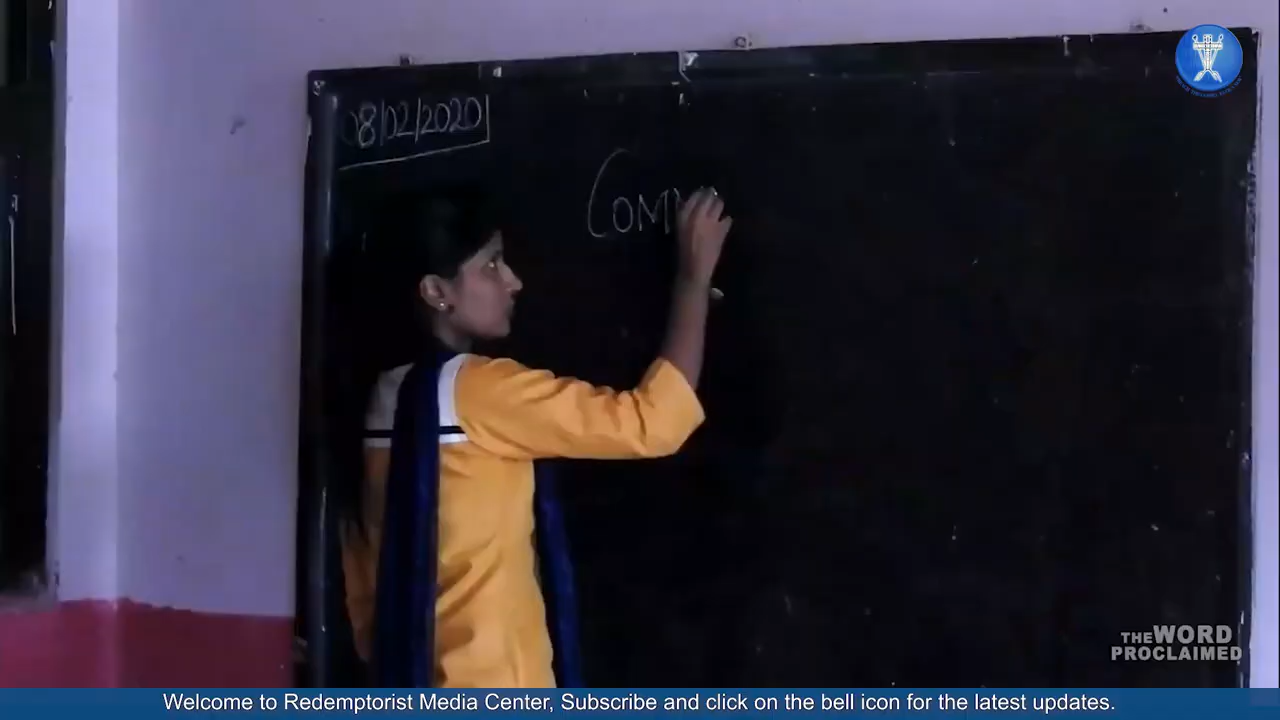 08/02/2020
COM
THE WORD
PROCLAIMED
Welcome to Redemptorist Media Center, Subscribe and click on the bell icon for the latest updates.